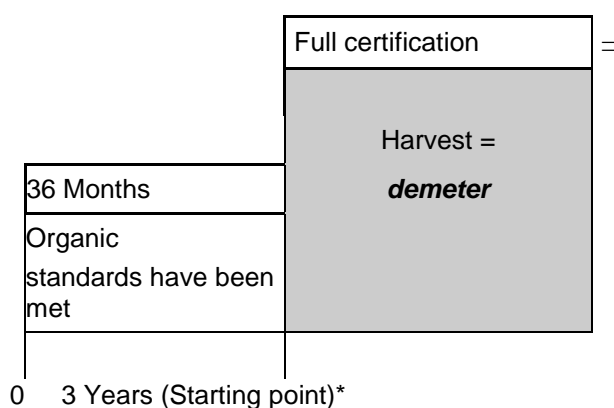 Full certification
Harvest =
demeter
36 Months
Organic
standards have been
met
0 3 Years (Starting point)*